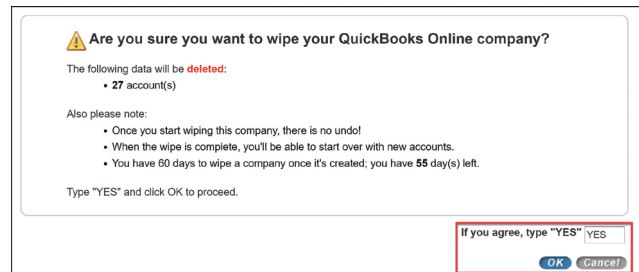 Are you sure you want to wipe your QuickBooks Online company?
The following data will be deleted:
• 27 account(s)
Also please note:
• Once you start wiping this company, there is no undo!
• When the wipe is complete, you'll be able to start over with new accounts.
• You have 60 days to wipe a company once it's created; you have 55 day(s) left.
Type "YES" and click OK to proceed.
If you agree, type "YES" YES
OK Cancel